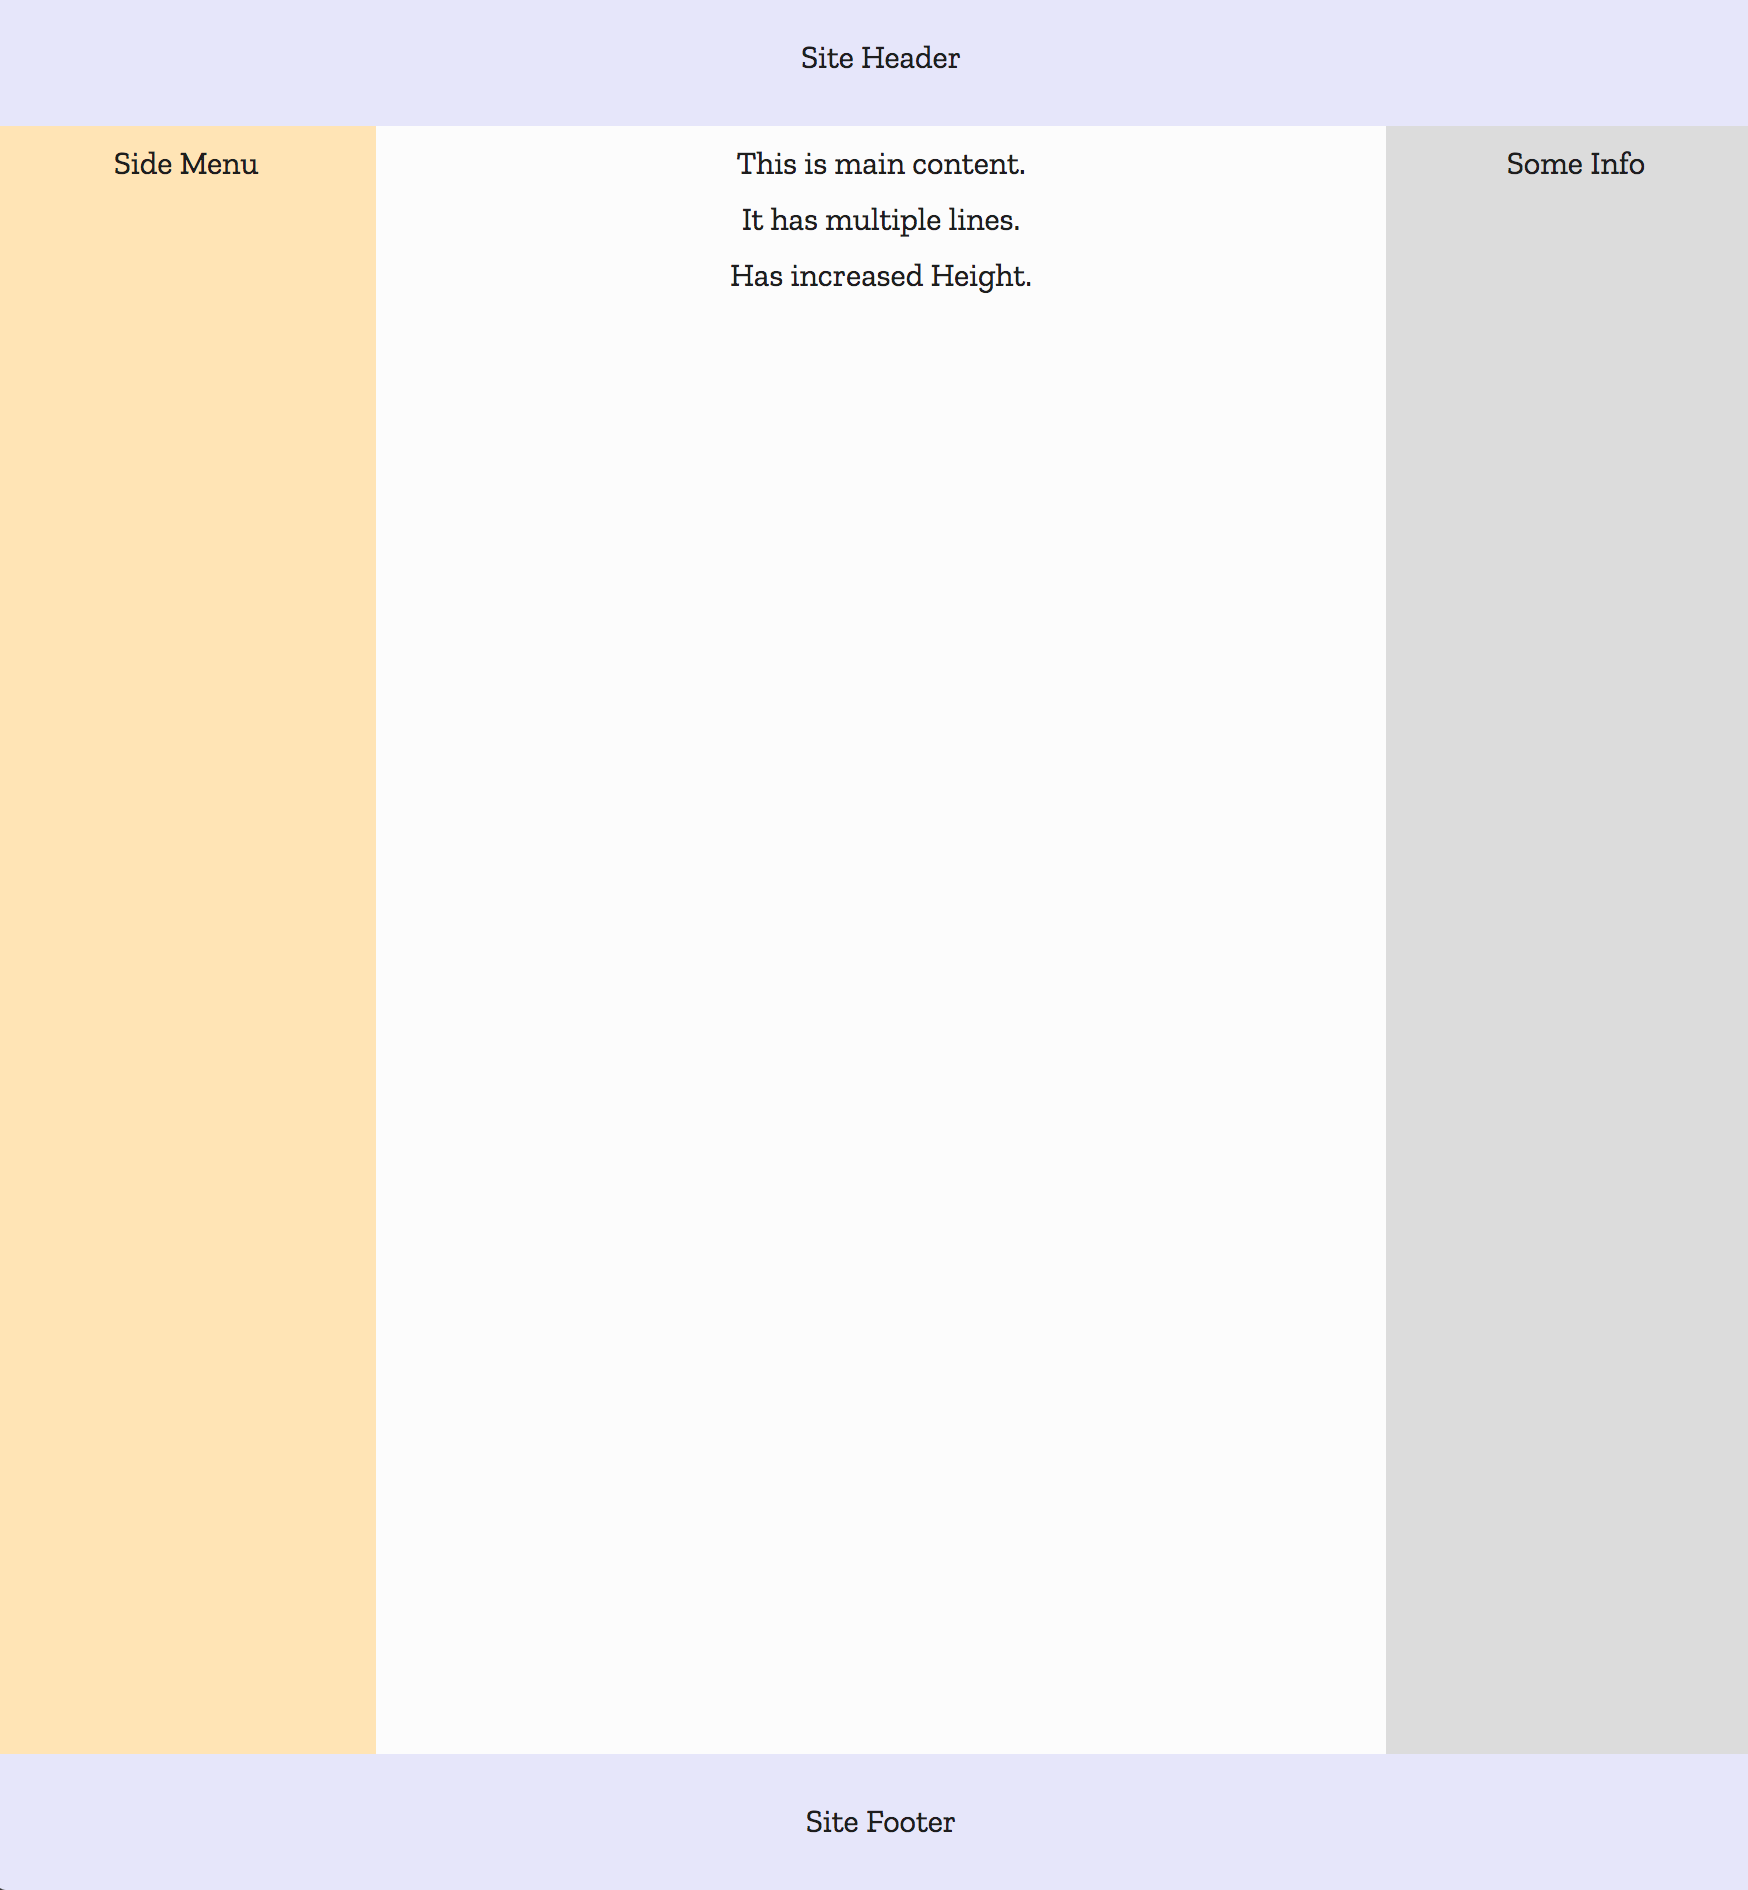 Site Header
Side Menu
This is main content.
It has multiple lines.
Has increased Height.
Some Info
Site Footer